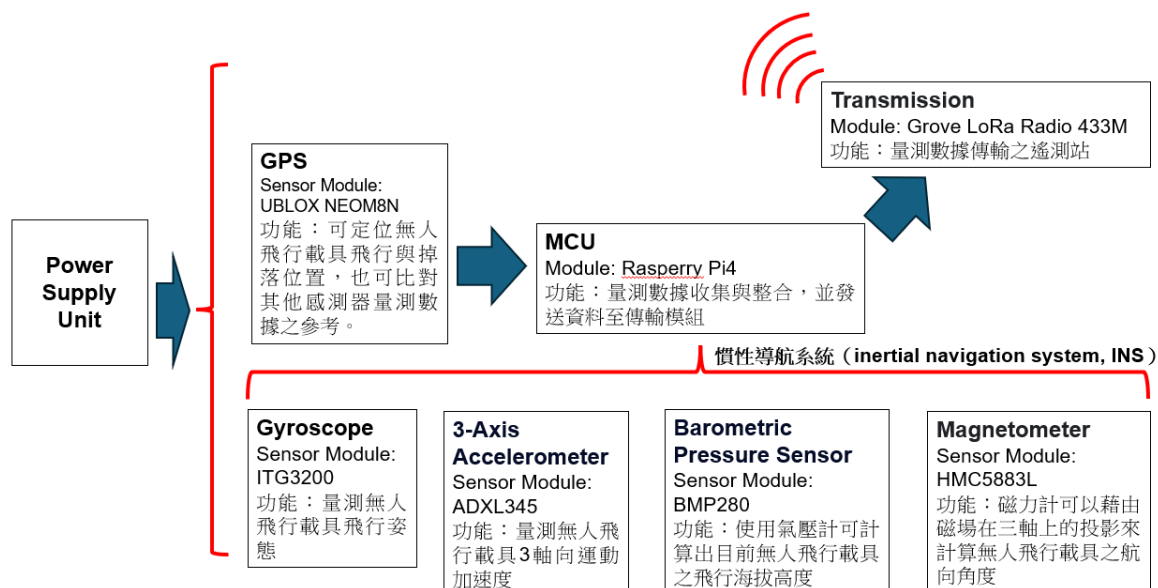 Power
Supply
Unit
GPS
Sensor Module:
UBLOX NEOM8N
功能：可定位無人
飛行載具飛行與掉
落位置，也可比對
其他感測器量測數
據之參考。
MCU
Module: Rasperry Pi4
功能：量測數據收集與整合，並發
送資料至傳輸模組
Transmission
Module: Grove LoRa Radio 433M
功能：量測數據傳輸之遙測站
慣性導航系統（inertial navigation system, INS）
Gyroscope
Sensor Module:
ITG3200
功能：量測無人
飛行載具飛行姿
態
3-Axis
Accelerometer
Sensor Module:
ADXL345
功能：量測無人飛
行載具3軸向運動
加速度
Barometric
Pressure Sensor
Sensor Module:
BMP280
功能：使用氣壓計可計
算出目前無人飛行載具
之飛行海拔高度
Magnetometer
Sensor Module:
HMC5883L
功能：磁力計可以藉由
磁場在三軸上的投影來
計算無人飛行載具之航
向角度